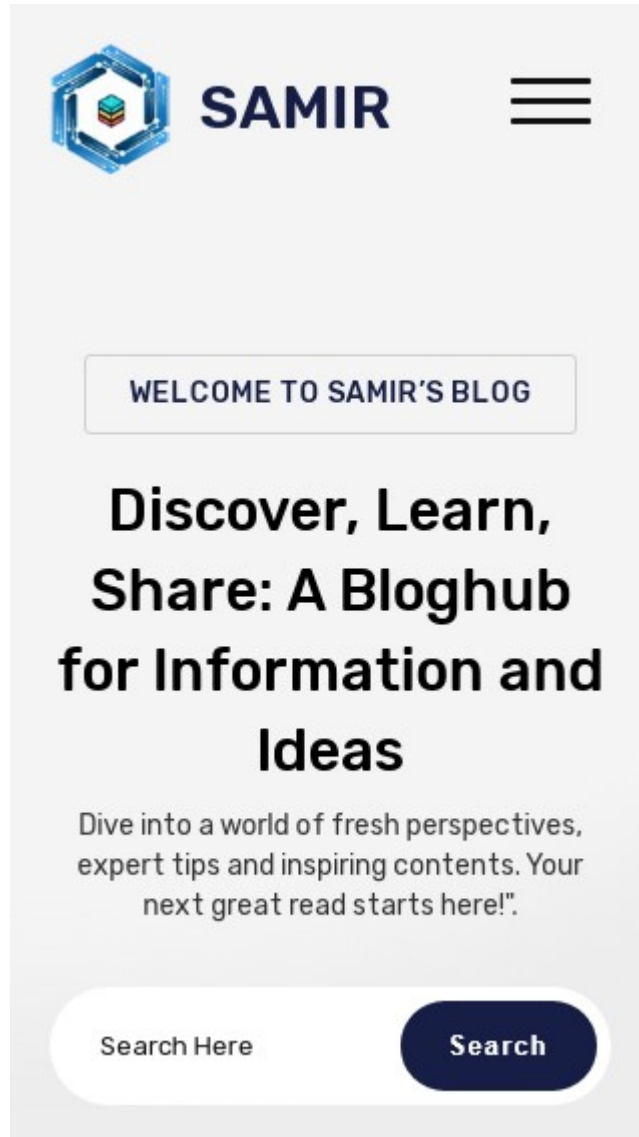 SAMIR
WELCOME TO SAMIR’S BLOG
Discover, Learn,
Share: A Bloghub
for Information and
Ideas
Dive into a world of fresh perspectives,
expert tips and inspiring contents. Your
next great read starts here!".
Search Here
Search